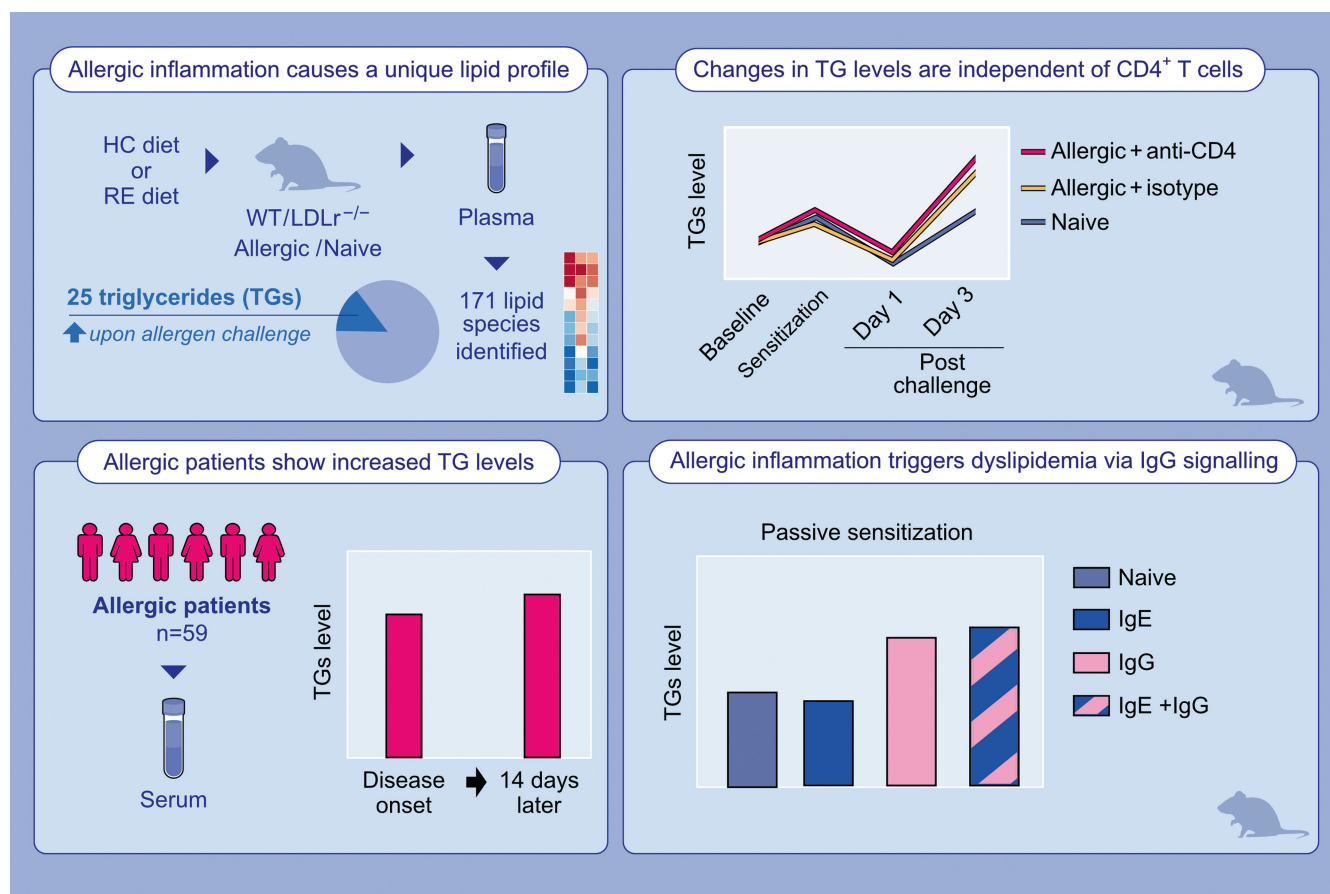 Allergic inflammation causes a unique lipid profile
HC diet
or
RE diet
WT/LDLr⁻/⁻
Allergic /Naive
Plasma
25 triglycerides (TGs)
upon allergen challenge
171 lipid
species
identified
Changes in TG levels are independent of CD4⁺ T cells
TGs level
Baseline
Sensitization
Day 1
Day 3
Post
challenge
Allergic + anti-CD4
Allergic + isotype
Naive
Allergic patients show increased TG levels
Allergic patients
n=59
Serum
TGs level
Disease
onset
14 days
later
Allergic inflammation triggers dyslipidemia via IgG signalling
Passive sensitization
TGs level
Naive
IgE
IgG
IgE +IgG